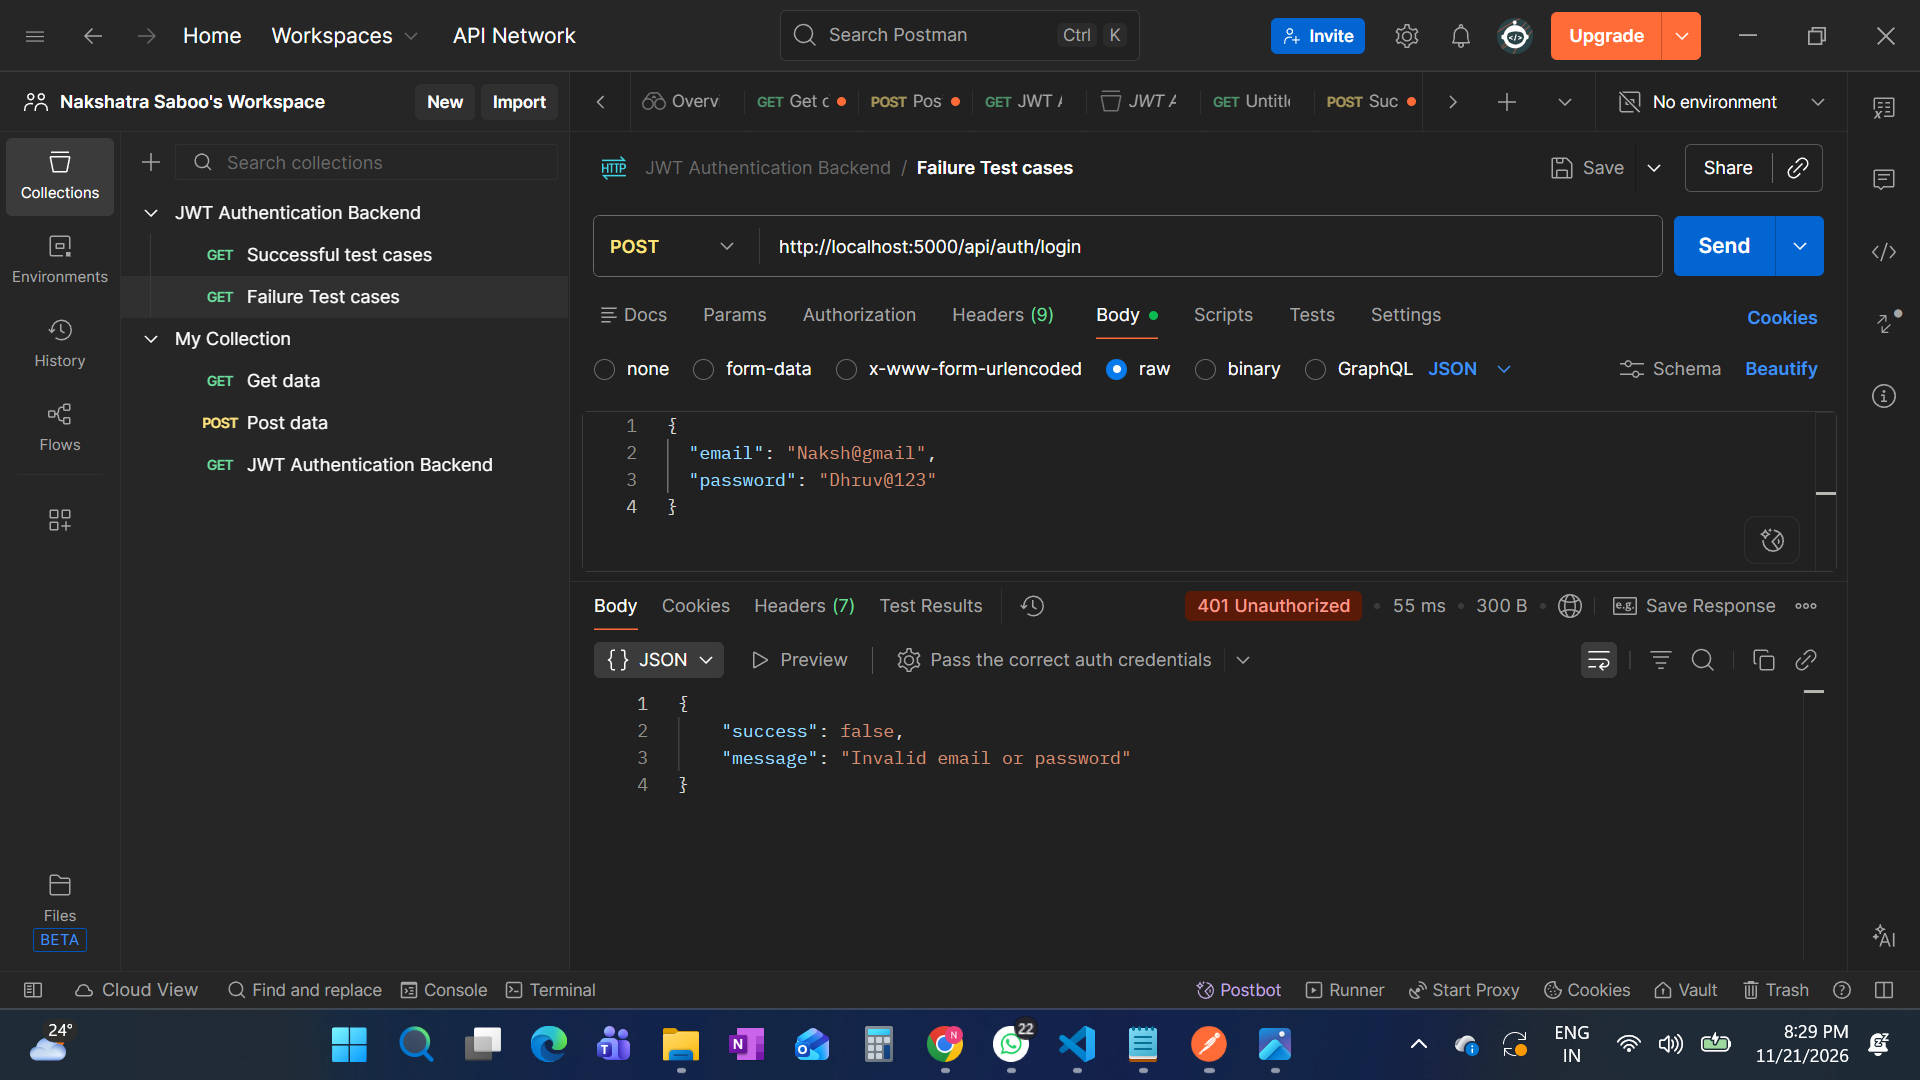 Home
Workspaces
API Network
Search Postman
Ctrl
K
Invite
Upgrade
Nakshatra Saboo's Workspace
New
Import
Overv
GET Get c
POST Pos
GET JWT A
JWT A
GET Untitl
POST Suc
No environment
Collections
Environments
History
Flows
Files
BETA
Search collections
JWT Authentication Backend
GET Successful test cases
GET Failure Test cases
My Collection
GET Get data
POST Post data
GET JWT Authentication Backend
HTTP
JWT Authentication Backend / Failure Test cases
Save
Share
POST
http://localhost:5000/api/auth/login
Send
Docs
Params
Authorization
Headers (9)
Body
Scripts
Tests
Settings
Cookies
none
form-data
x-www-form-urlencoded
raw
binary
GraphQL
JSON
Schema
Beautify
1 {
2 "email": "Naksh@gmail",
3 "password": "Dhruv@123"
4 }
Body
Cookies
Headers (7)
Test Results
401 Unauthorized
55 ms
300 B
e.g.
Save Response
{} JSON
Preview
Pass the correct auth credentials
1 {
2 "success": false,
3 "message": "Invalid email or password"
4 }
AI
Cloud View
Find and replace
Console
Terminal
Postbot
Runner
Start Proxy
Cookies
Vault
Trash
24°
22
ENG
IN
8:29 PM
11/21/2026